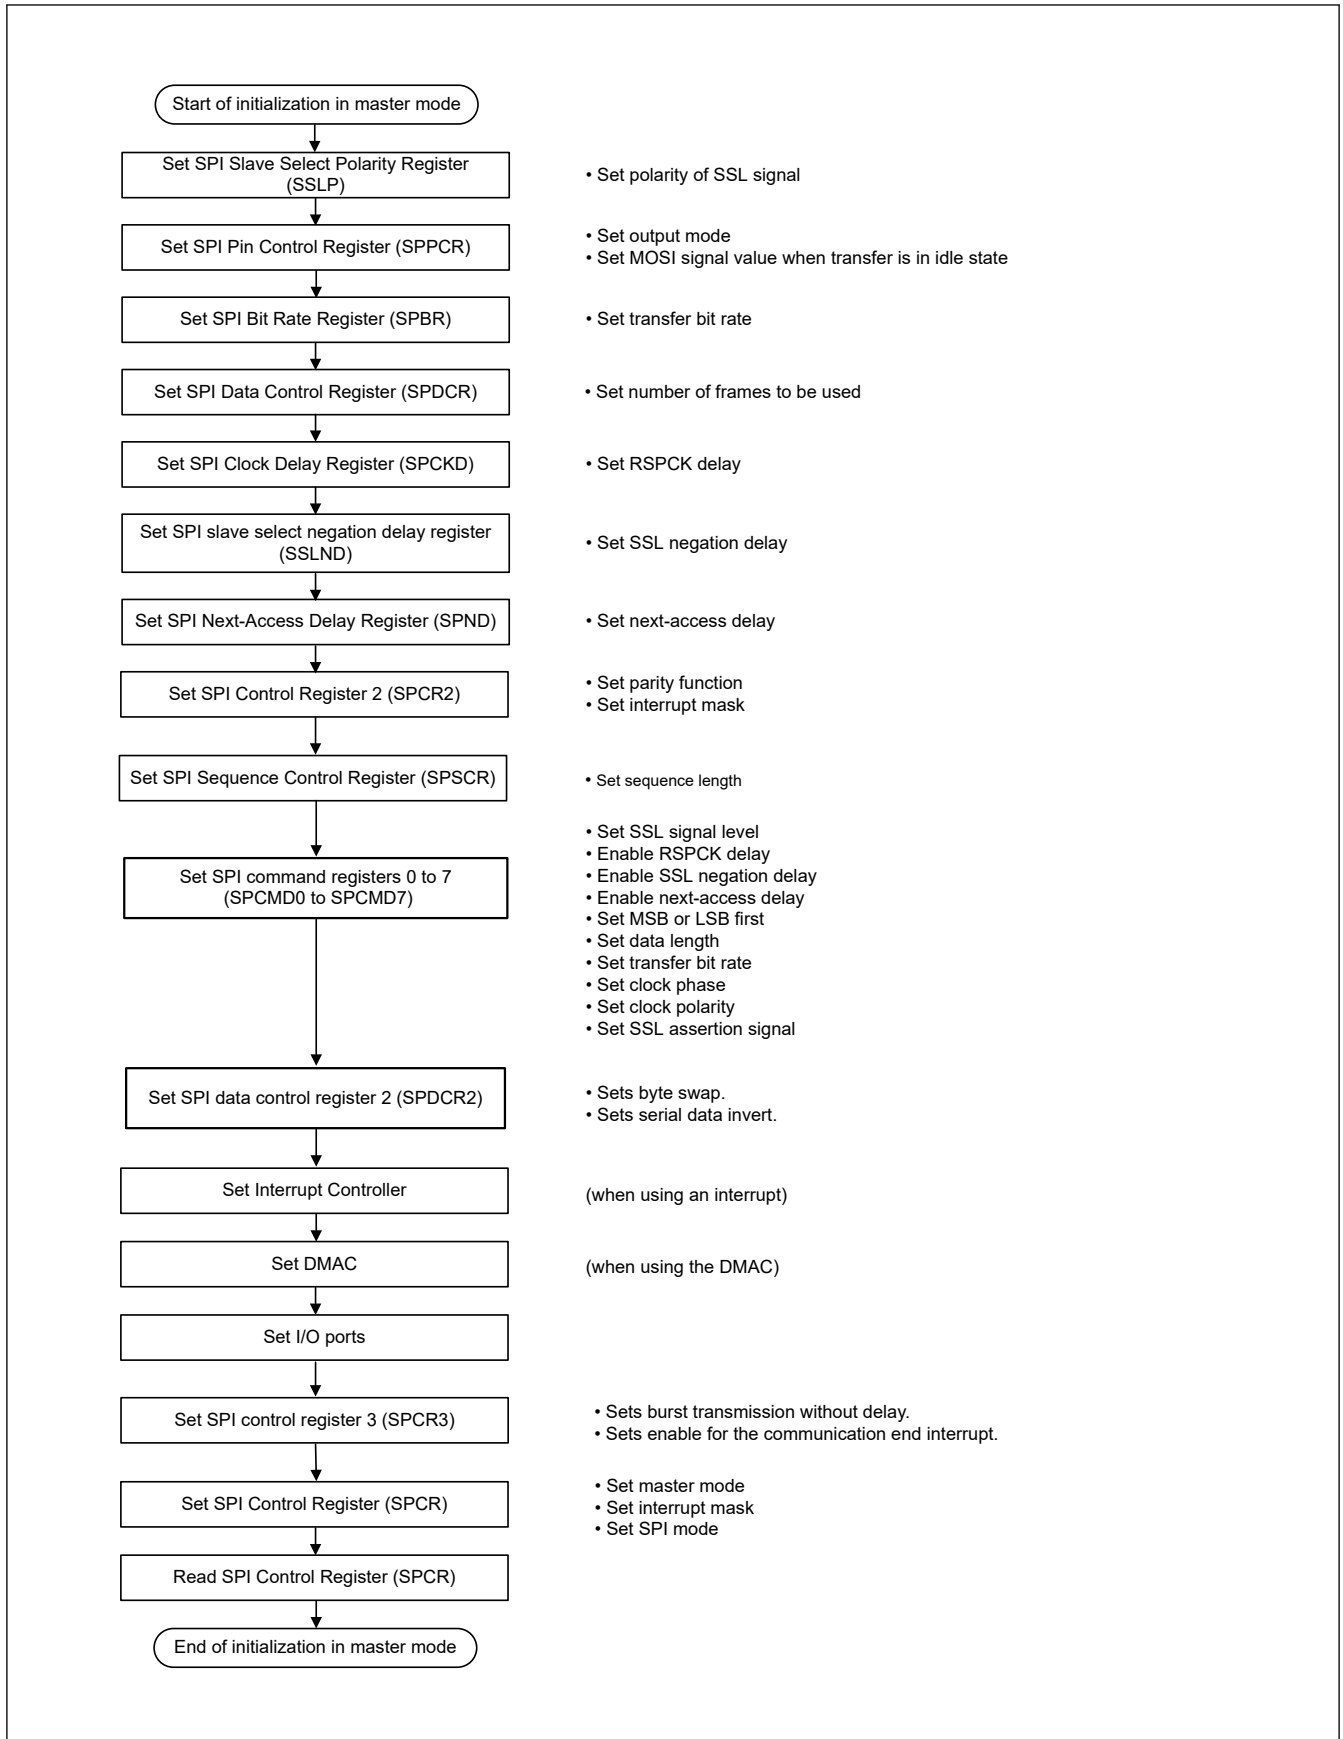 Start of initialization in master mode
Set SPI Slave Select Polarity Register
(SSLP)
• Set polarity of SSL signal
Set SPI Pin Control Register (SPPCR)
• Set output mode
• Set MOSI signal value when transfer is in idle state
Set SPI Bit Rate Register (SPBR)
• Set transfer bit rate
Set SPI Data Control Register (SPDCR)
• Set number of frames to be used
Set SPI Clock Delay Register (SPCKD)
• Set RSPCK delay
Set SPI slave select negation delay register
(SSLND)
• Set SSL negation delay
Set SPI Next-Access Delay Register (SPND)
• Set next-access delay
Set SPI Control Register 2 (SPCR2)
• Set parity function
• Set interrupt mask
Set SPI Sequence Control Register (SPSCR)
• Set sequence length
Set SPI command registers 0 to 7
(SPCMD0 to SPCMD7)
• Set SSL signal level
• Enable RSPCK delay
• Enable SSL negation delay
• Enable next-access delay
• Set MSB or LSB first
• Set data length
• Set transfer bit rate
• Set clock phase
• Set clock polarity
• Set SSL assertion signal
Set SPI data control register 2 (SPDCR2)
• Sets byte swap.
• Sets serial data invert.
Set Interrupt Controller
(when using an interrupt)
Set DMAC
(when using the DMAC)
Set I/O ports
Set SPI control register 3 (SPCR3)
• Sets burst transmission without delay.
• Sets enable for the communication end interrupt.
Set SPI Control Register (SPCR)
• Set master mode
• Set interrupt mask
• Set SPI mode
Read SPI Control Register (SPCR)
End of initialization in master mode